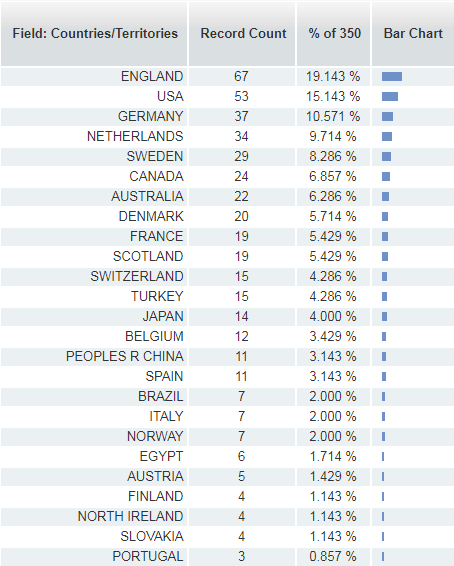 Field: Countries/Territories Record Count % of 350 Bar Chart
ENGLAND 67 19.143 %
USA 53 15.143 %
GERMANY 37 10.571 %
NETHERLANDS 34 9.714 %
SWEDEN 29 8.286 %
CANADA 24 6.857 %
AUSTRALIA 22 6.286 %
DENMARK 20 5.714 %
FRANCE 19 5.429 %
SCOTLAND 19 5.429 %
SWITZERLAND 15 4.286 %
TURKEY 15 4.286 %
JAPAN 14 4.000 %
BELGIUM 12 3.429 %
PEOPLES R CHINA 11 3.143 %
SPAIN 11 3.143 %
BRAZIL 7 2.000 %
ITALY 7 2.000 %
NORWAY 7 2.000 %
EGYPT 6 1.714 %
AUSTRIA 5 1.429 %
FINLAND 4 1.143 %
NORTH IRELAND 4 1.143 %
SLOVAKIA 4 1.143 %
PORTUGAL 3 0.857 %